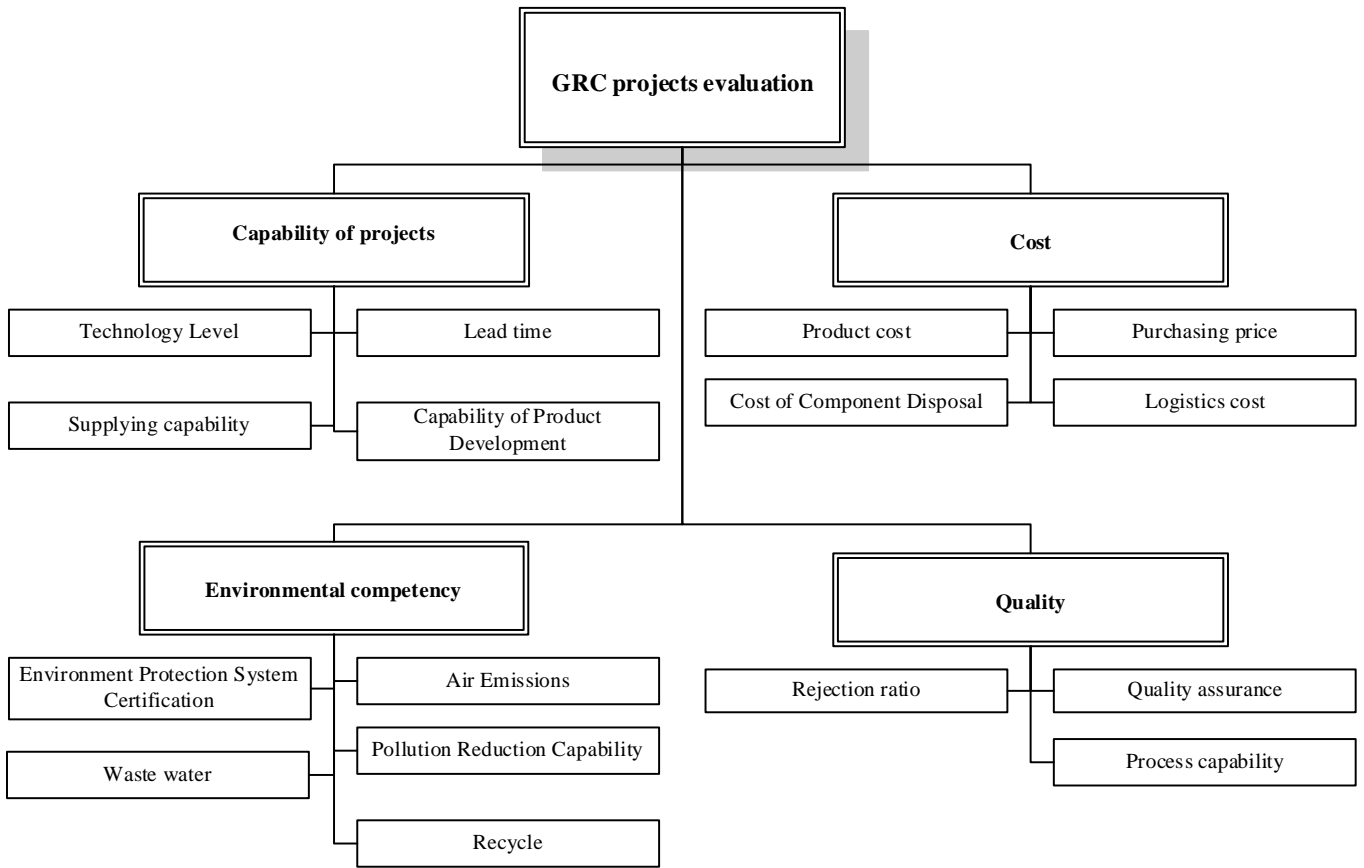 GRC projects evaluation
Capability of projects
Cost
Technology Level
Lead time
Product cost
Purchasing price
Supplying capability
Capability of Product
Development
Cost of Component Disposal
Logistics cost
Environmental competency
Quality
Environment Protection System
Certification
Air Emissions
Rejection ratio
Quality assurance
Waste water
Pollution Reduction Capability
Process capability
Recycle